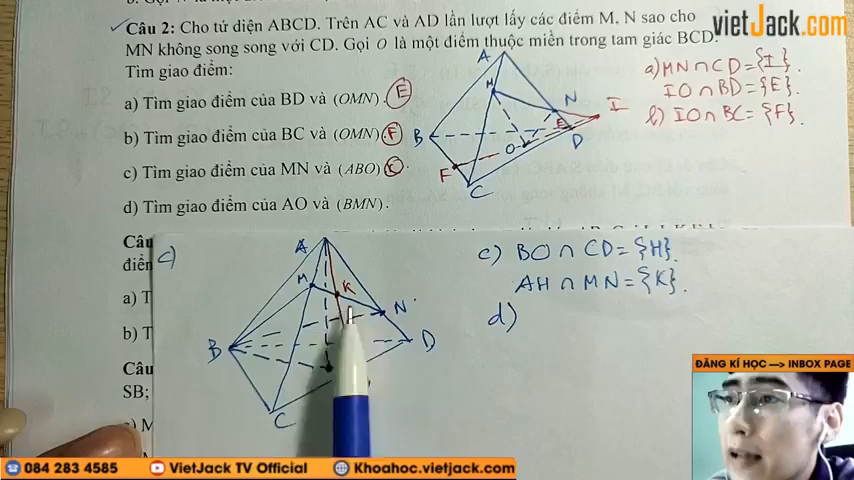 vietJack.com
Câu 2: Cho tứ diện ABCD. Trên AC và AD lần lượt lấy các điểm M, N sao cho
MN không song song với CD. Gọi O là một điểm thuộc miền trong tam giác BCD.
Tìm giao điểm:
a) Tìm giao điểm của BD và (OMN). E
b) Tìm giao điểm của BC và (OMN). F
c) Tìm giao điểm của MN và (ABO) K
d) Tìm giao điểm của AO và (BMN).
A
M
N
I
B
E
O
D
F
C
a) MN ∩ CD = {I}.
IO ∩ BD = {E}.
b) IO ∩ BC = {F}.
Câu
điển
a) T
b) T
Câu
SB;
a) M
c)
A
M
K
N
B
D
C
c) BO ∩ CD = {H}.
AH ∩ MN = {K}.
d)
ĐĂNG KÍ HỌC —> INBOX PAGE
084 283 4585 VietJack TV Official Khoahoc.vietjack.com